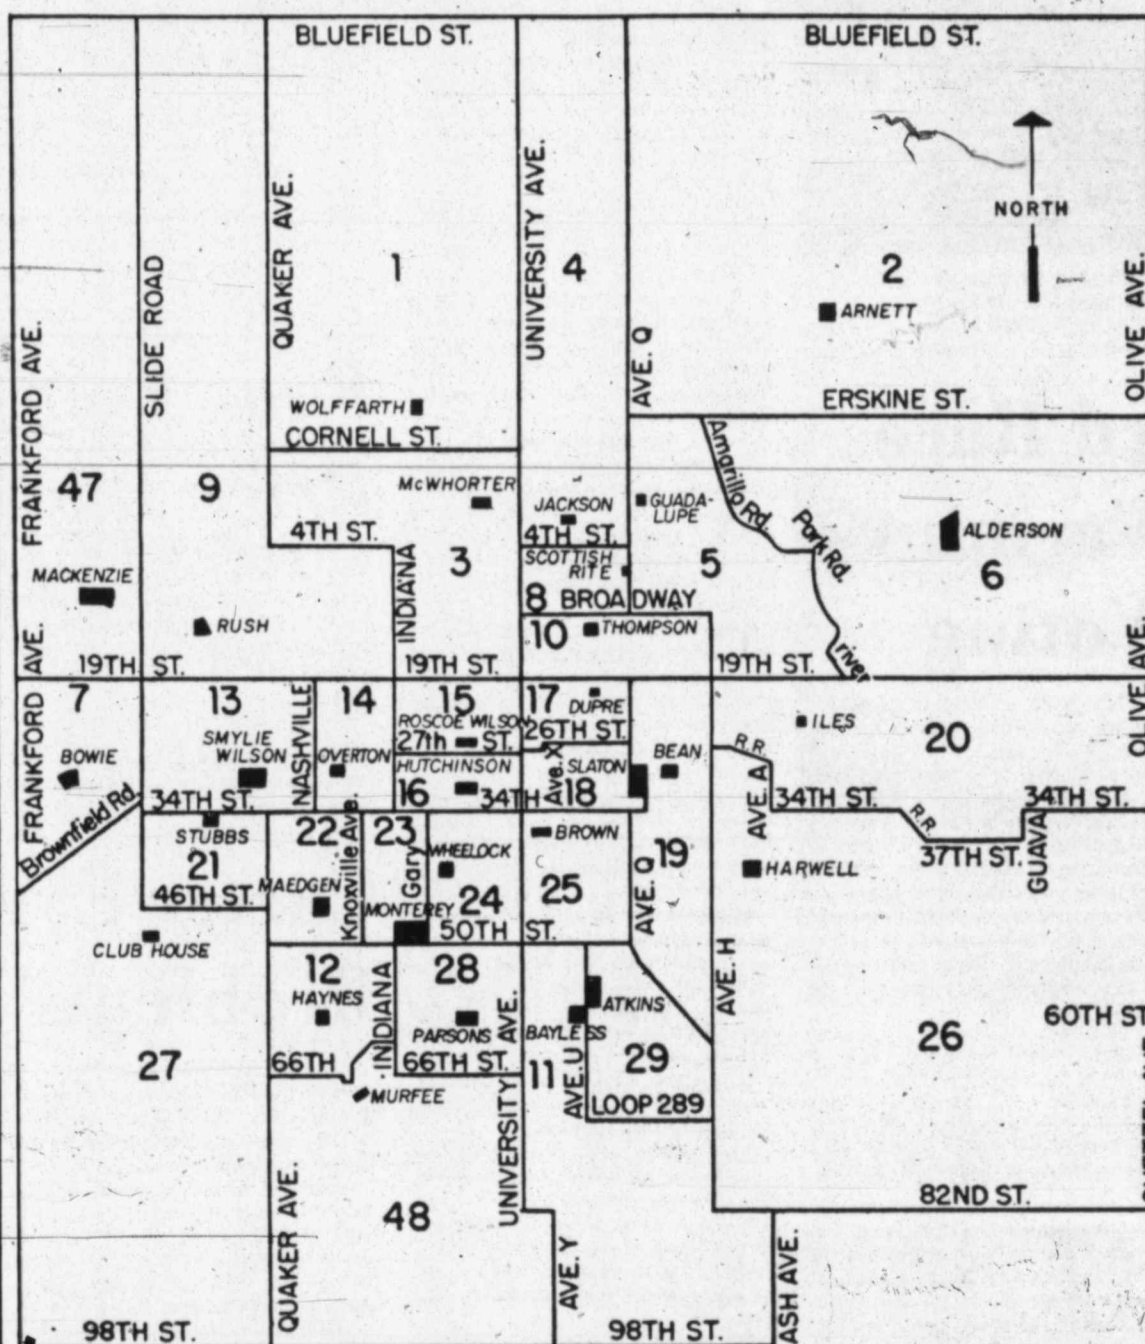 BLUEFIELD ST.
BLUEFIELD ST.
NORTH
FRANKFORD AVE.
SLIDE ROAD
QUAKER AVE.
1
UNIVERSITY AVE.
4
AVE. Q
2
ARNETT
OLIVE AVE.
ERSKINE ST.
WOLFFARTH
CORNELL ST.
47
9
McWHORTER
JACKSON
GUADA-
LUPE
Amarillo Rd.
Park Rd.
ALDERSON
4TH ST.
4TH ST.
INDIANA
3
SCOTTISH
RITE
5
6
MACKENZIE
8
BROADWAY
RUSH
10
THOMPSON
river
OLIVE AVE.
FRANKFORD AVE.
19TH ST.
19TH ST.
19TH ST.
7
13
NASHVILLE
14
15
17
DUPRE
ILES
20
OLIVE AVE
ROSCOE WILSON
27th ST.
26TH ST.
SMYLIE
WILSON
BOWIE
OVERTON
HUTCHINSON
Ave. X
SLATON
BEAN
R.R.
Brownfield Rd.
34TH ST.
16
34TH
18
AVE. A
34TH ST.
R.R.
34TH ST.
STUBBS
22
Knoxville Ave.
23
Gary
BROWN
19
37TH ST.
GUAVA
21
WHEELOCK
HARWELL
46TH ST.
MAEDGEN
MONTEREY
24
25
AVE. Q
CLUB HOUSE
50TH ST.
12
INDIANA
28
UNIVERSITY AVE.
AVE. H
HAYNES
PARSONS
ATKINS
BAYLESS
26
60TH ST
27
66TH
66TH ST.
11
AVE. U
29
MURFEE
LOOP 289
82ND ST.
QUAKER AVE.
48
AVE. Y
ASH AVE.
98TH ST.
98TH ST.